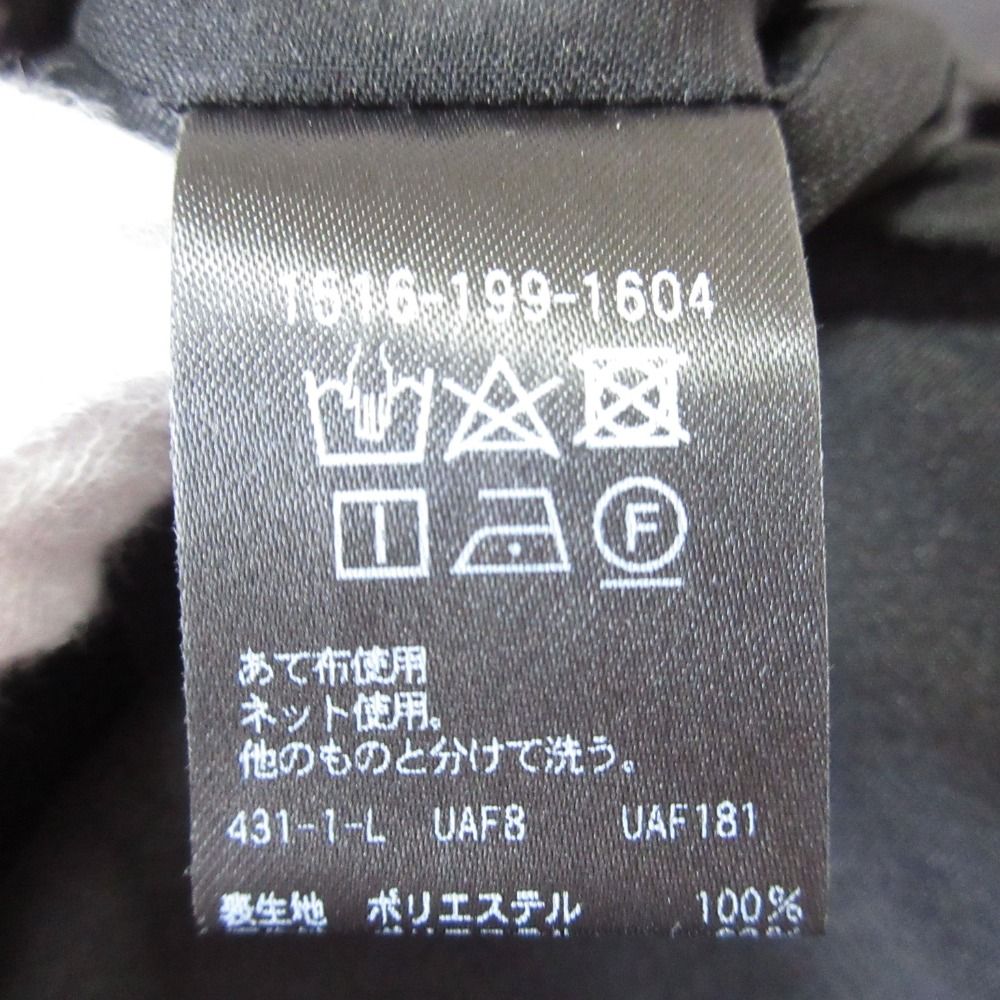 1616-199-1604
F
あて布使用
ネット使用。
他のものと分けて洗う。
431-1-L UAF8 UAF181
表生地 ポリエステル 100%